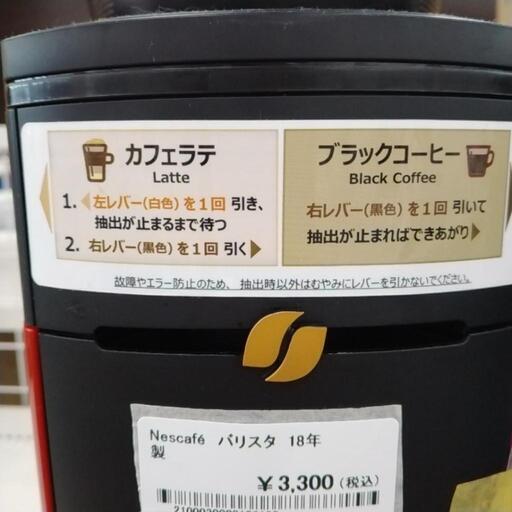 カフェラテ
Latte
1. 左レバー(白色)を1回 引き、
抽出が止まるまで待つ
2. 右レバー(黒色)を1回 引く
ブラックコーヒー
Black Coffee
右レバー(黒色)を1回 引いて
抽出が止まればできあがり
故障やエラー防止のため、抽出時以外はむやみにレバーを引かないでください。
Nescafé バリスタ 18年
製
￥3,300(税込)